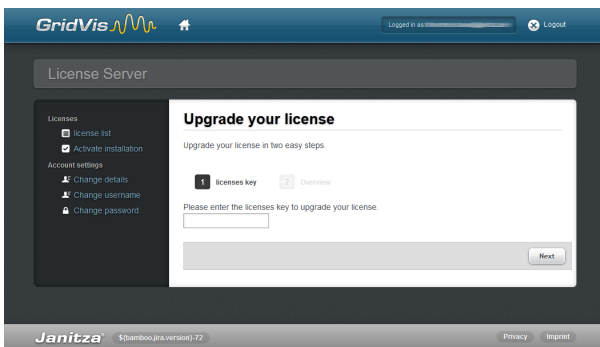 GridVis
Logged in as
Logout
License Server
Licenses
license list
Activate installation
Account settings
Change details
Change username
Change password
Upgrade your license
Upgrade your license in two easy steps.
1 licenses key
2 Overview
Please enter the licenses key to upgrade your license.
Next
Janitza®
${bamboo.jira.version}-72
Privacy
Imprint